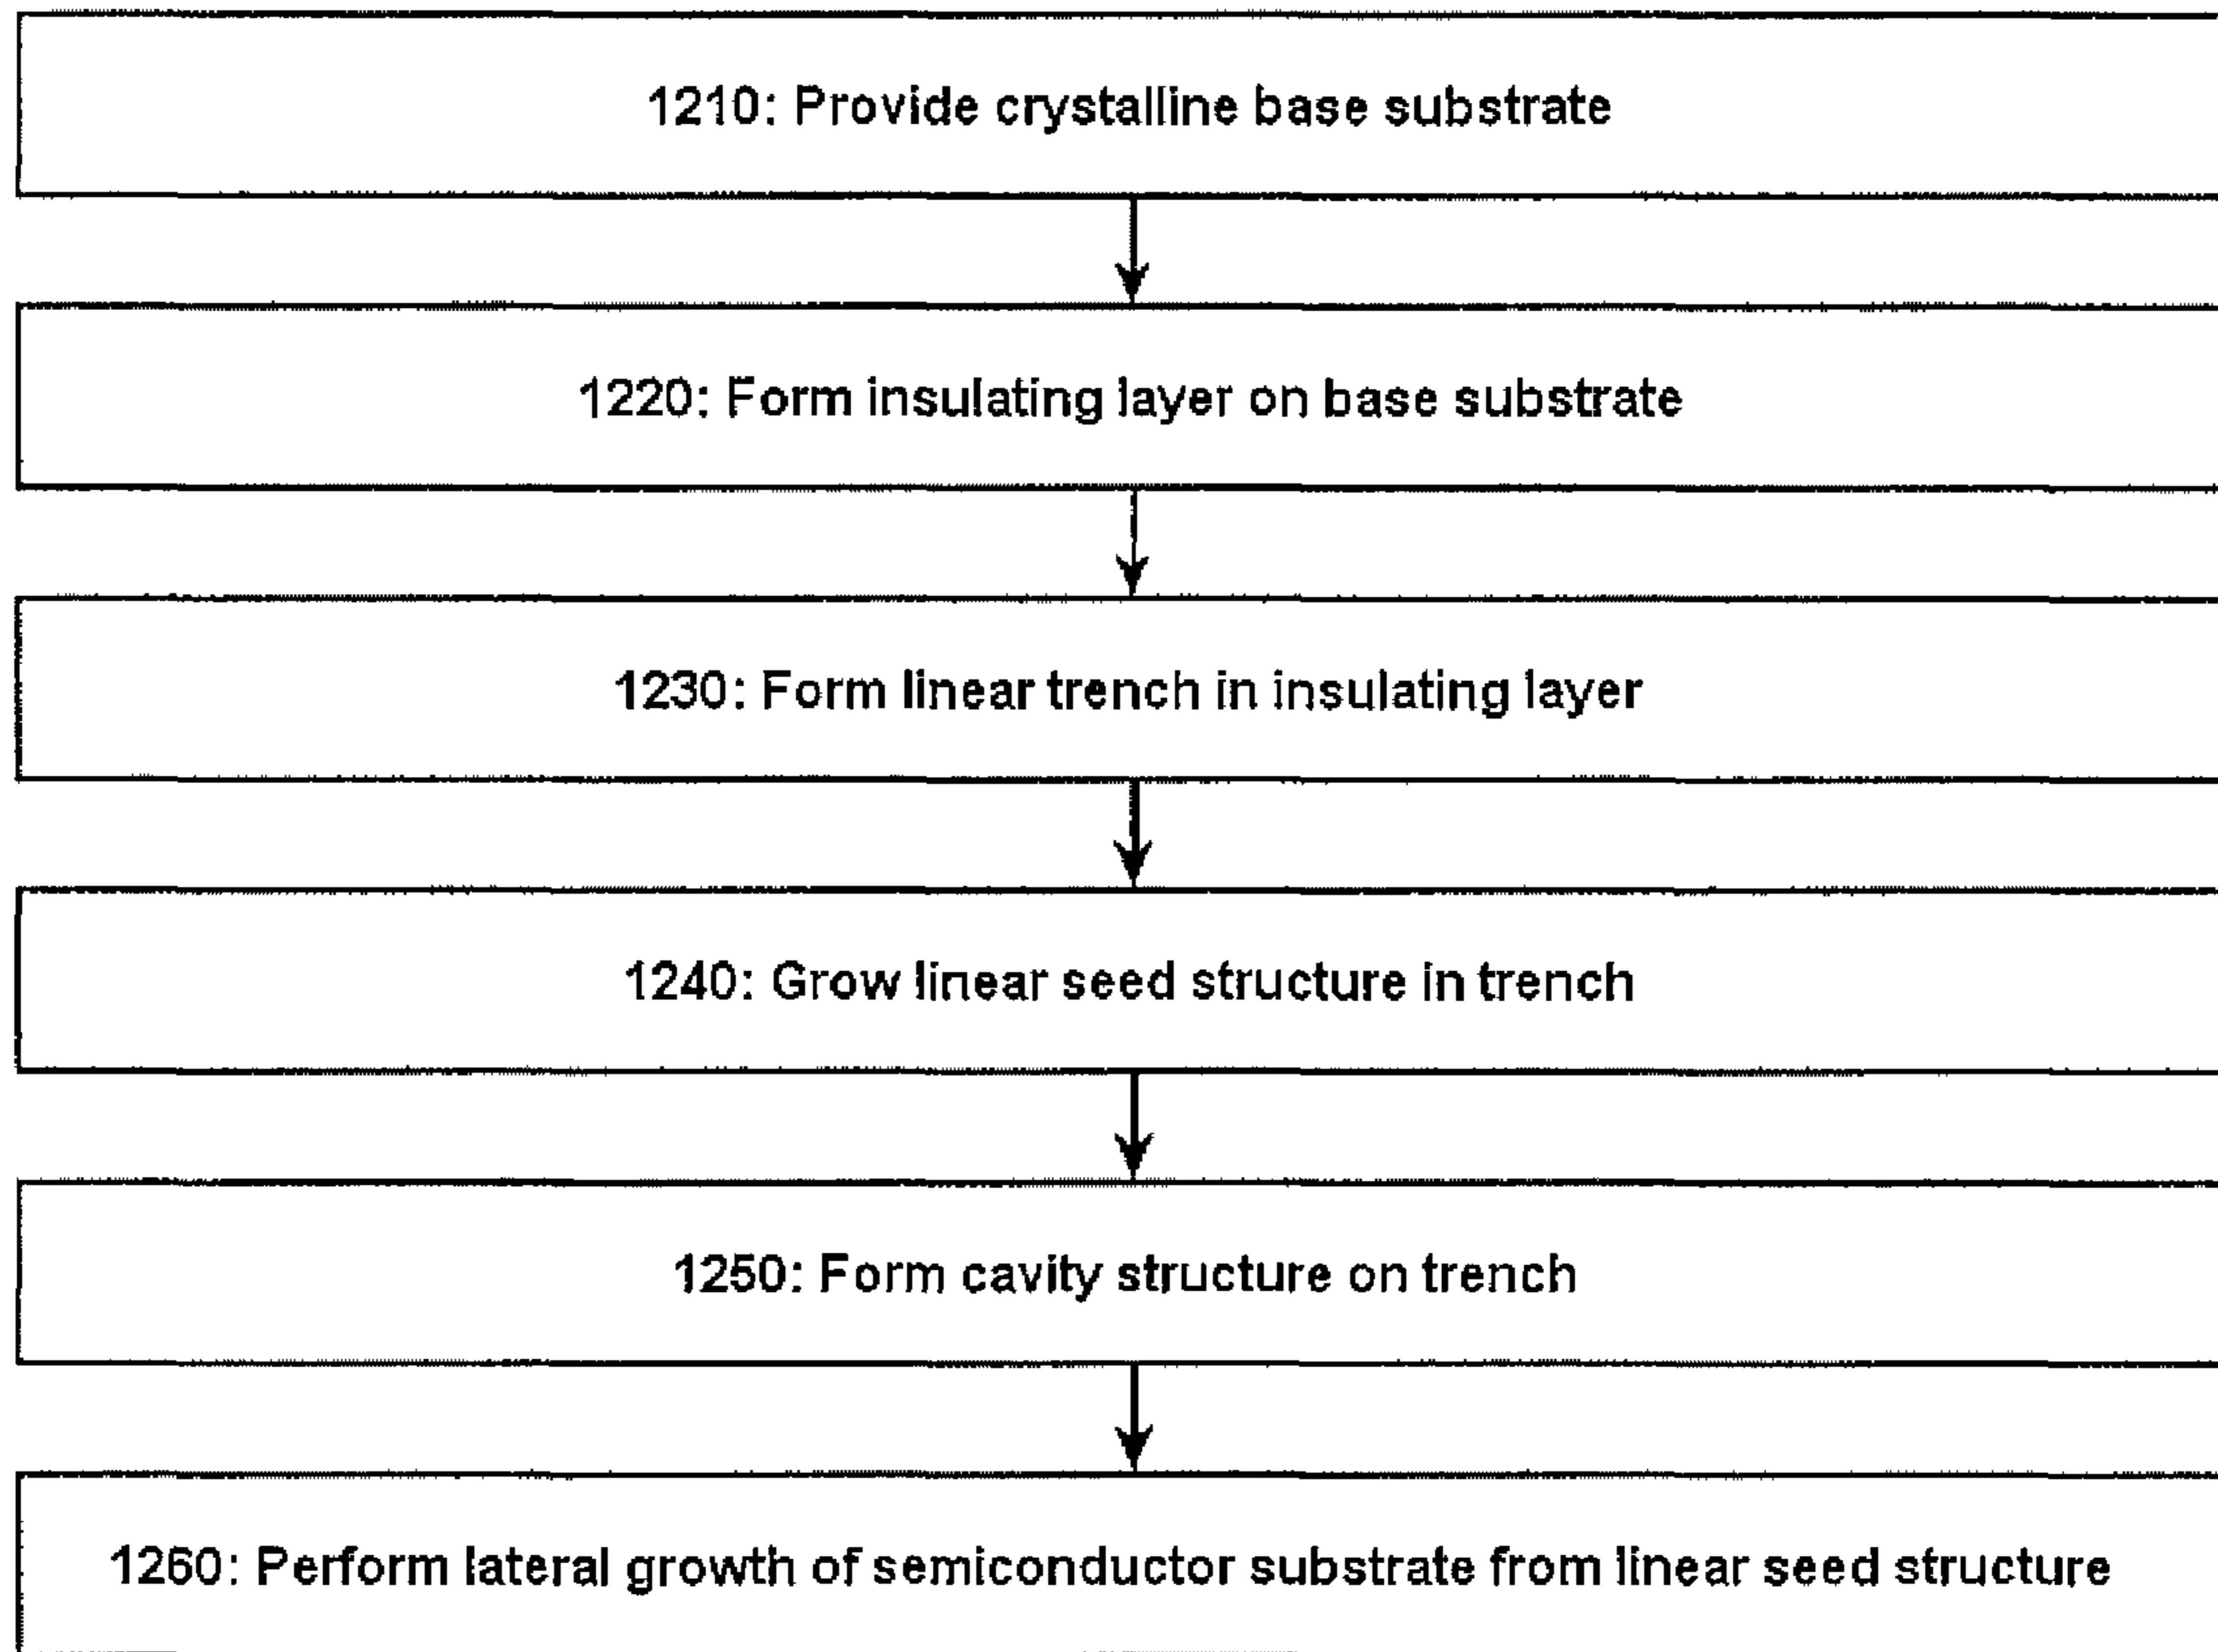 1210: Provide crystalline base substrate
1220: Form insulating layer on base substrate
1230: Form linear trench in insulating layer
1240: Grow linear seed structure in trench
1250: Form cavity structure on trench
1260: Perform lateral growth of semiconductor substrate from linear seed structure